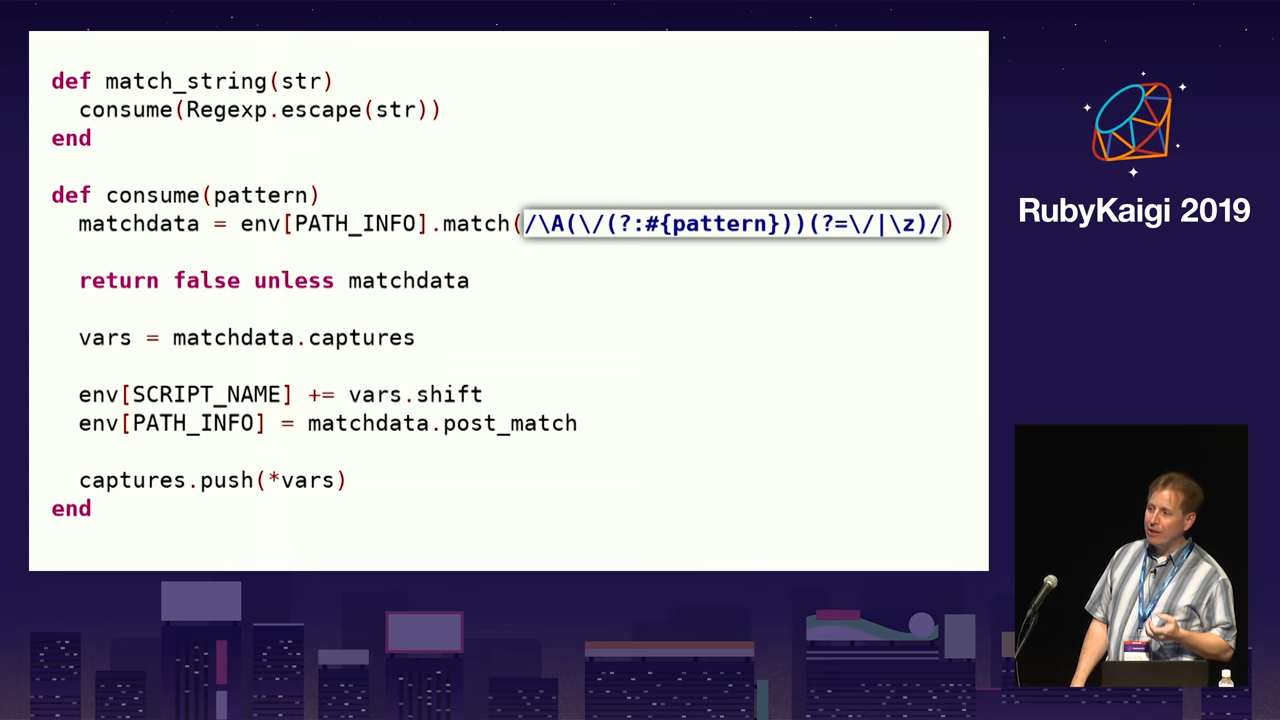 def match_string(str)
  consume(Regexp.escape(str))
end
def consume(pattern)
  matchdata = env[PATH_INFO].match(/\A(\/(?:#{pattern}))(?=\/|\z)/)
  return false unless matchdata
  vars = matchdata.captures
  env[SCRIPT_NAME] += vars.shift
  env[PATH_INFO] = matchdata.post_match
  captures.push(*vars)
end
RubyKaigi 2019